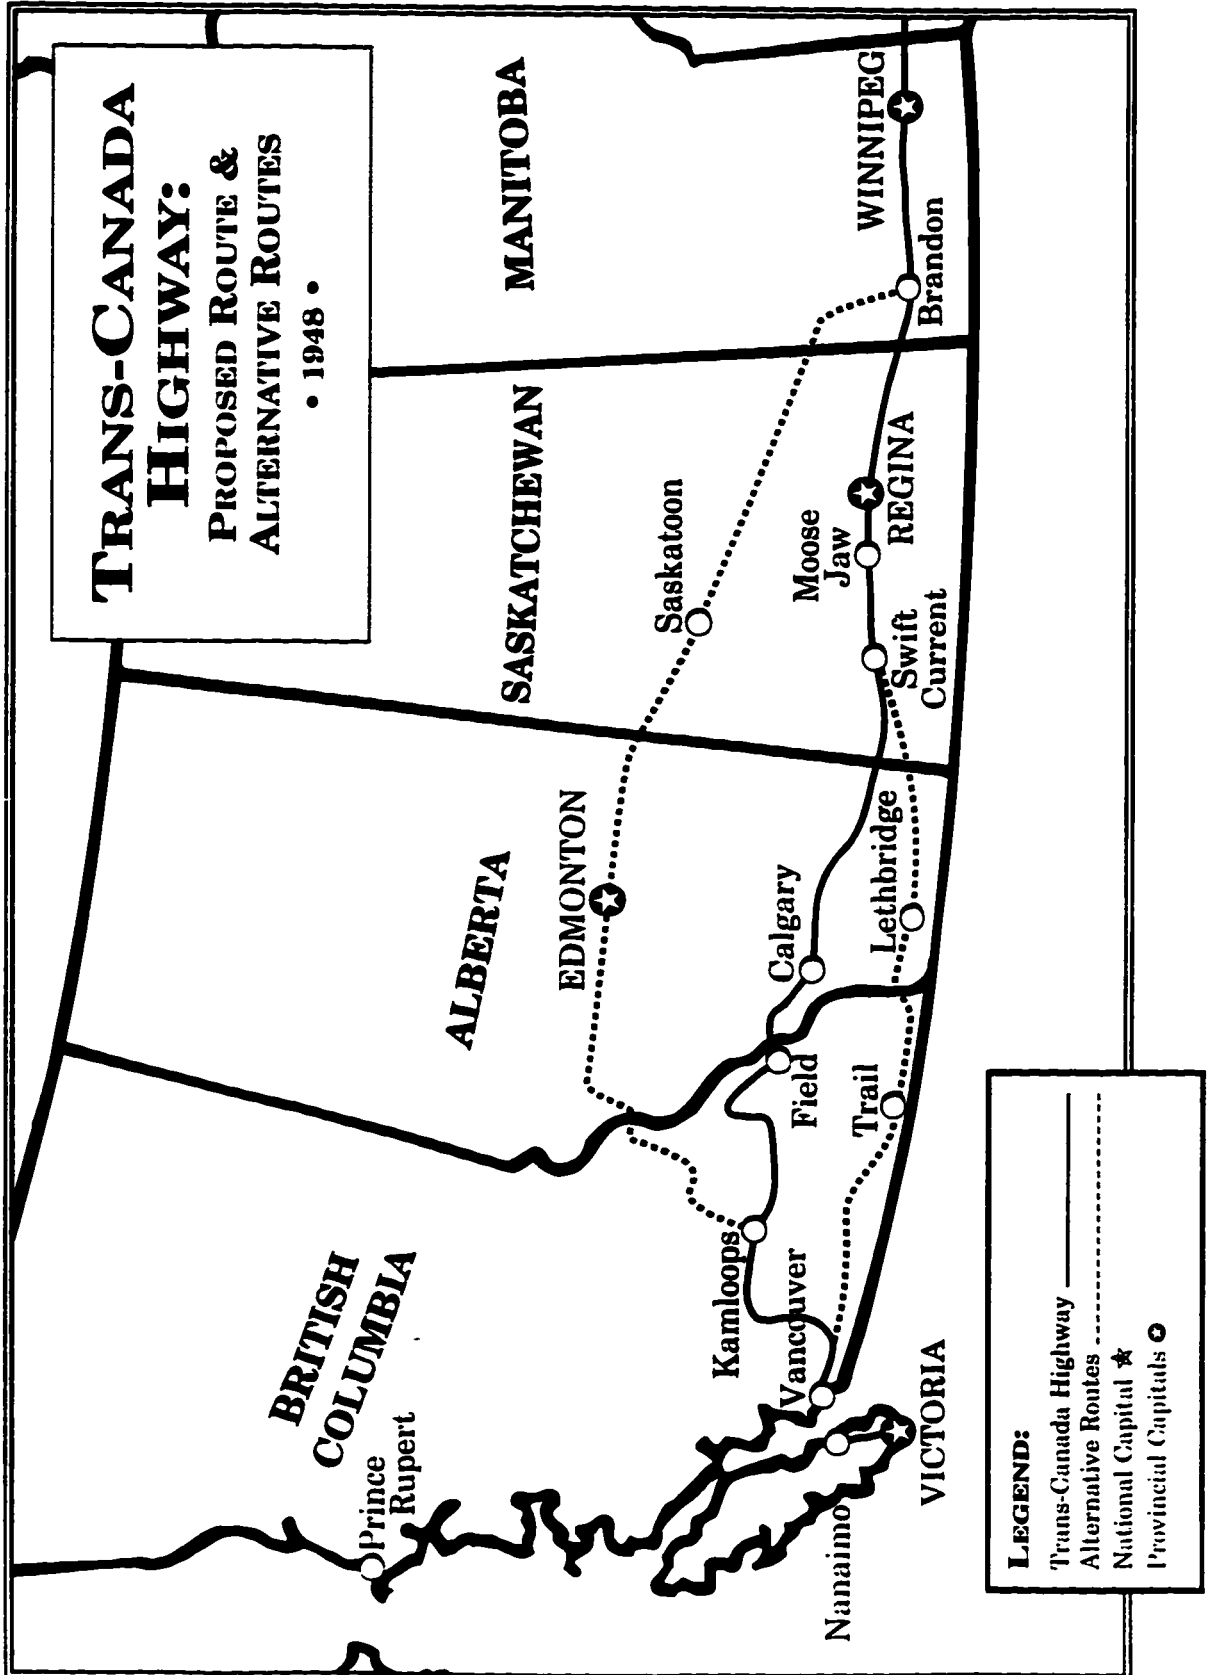 TRANS-CANADA
HIGHWAY:
PROPOSED ROUTE &
ALTERNATIVE ROUTES
• 1948 •
BRITISH
COLUMBIA
ALBERTA
SASKATCHEWAN
MANITOBA
Prince
Rupert
EDMONTON
Saskatoon
Kamloops
Calgary
Moose
Jaw
WINNIPEG
Vancouver
Field
Trail
Lethbridge
Swift
Current
REGINA
Brandon
Nanaimo
VICTORIA
LEGEND:
Trans-Canada Highway
Alternative Routes
National Capital
Provincial Capitals